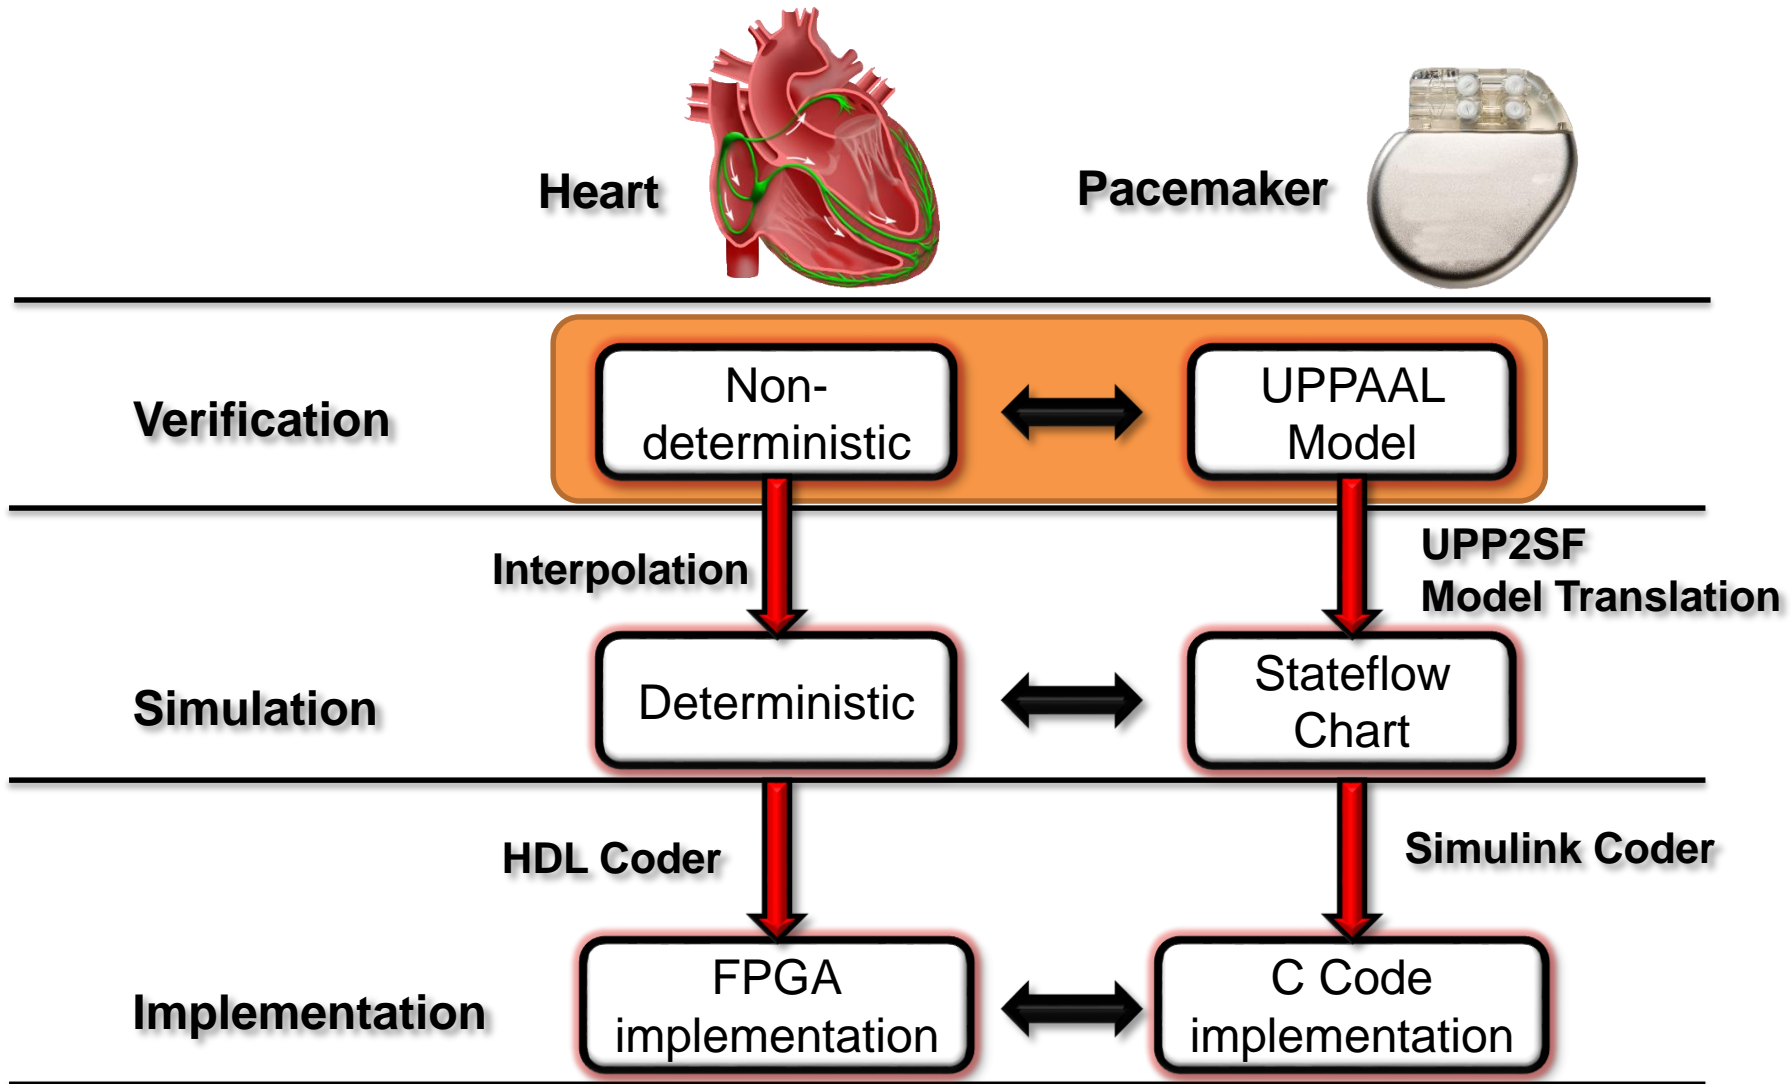 Heart
Pacemaker
Verification
Non-
deterministic
UPPAAL
Model
Interpolation
UPP2SF
Model Translation
Simulation
Deterministic
Stateflow
Chart
HDL Coder
Simulink Coder
Implementation
FPGA
implementation
C Code
implementation